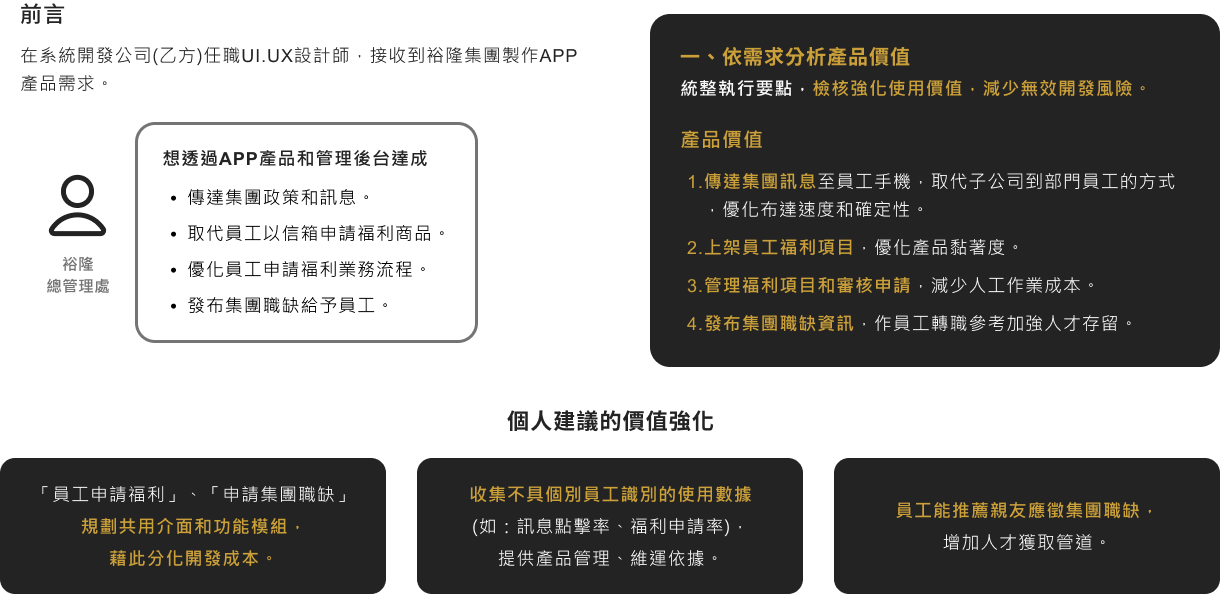 前言
在系統開發公司(乙方)任職UI.UX設計師，接收到裕隆集團製作APP
產品需求。
裕隆
總管理處
想透過APP產品和管理後台達成
• 傳達集團政策和訊息。
• 取代員工以信箱申請福利商品。
• 優化員工申請福利業務流程。
• 發布集團職缺給予員工。
一、依需求分析產品價值
統整執行要點，檢核強化使用價值，減少無效開發風險。
產品價值
1.傳達集團訊息至員工手機，取代子公司到部門員工的方式
，優化布達速度和確定性。
2.上架員工福利項目，優化產品黏著度。
3.管理福利項目和審核申請，減少人工作業成本。
4.發布集團職缺資訊，作員工轉職參考加強人才存留。
個人建議的價值強化
「員工申請福利」、「申請集團職缺」
規劃共用介面和功能模組，
藉此分化開發成本。
收集不具個別員工識別的使用數據
(如：訊息點擊率、福利申請率)，
提供產品管理、維運依據。
員工能推薦親友應徵集團職缺，
增加人才獲取管道。